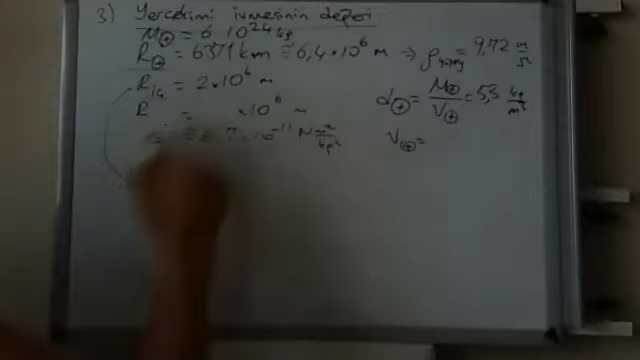 3) Yerçekimi ivmesinin değeri
M⊕ = 6 10²⁴ kg
R⊕ = 6371 km ≅ 6,4×10⁶ m ⇒ g = 9,72 m/s²
R = 2×10⁶ m
d⊕ = M⊕/V⊕ = 5,5 kg/m³
R = ×10⁶ m
≅ 6,7×10⁻¹¹ N m²/kg²
V⊕ =